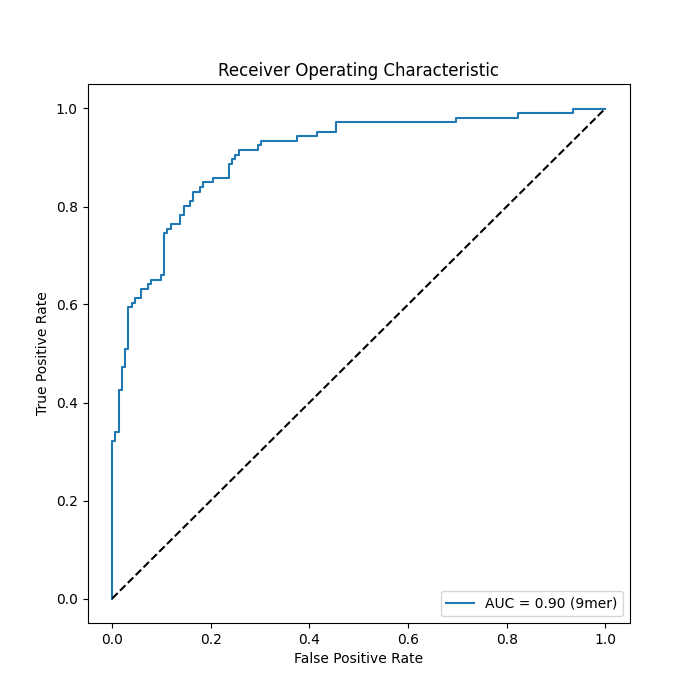 Receiver Operating Characteristic
True Positive Rate
1.0
0.8
0.6
0.4
0.2
0.0
0.0 0.2 0.4 0.6 0.8 1.0
False Positive Rate
AUC = 0.90 (9mer)